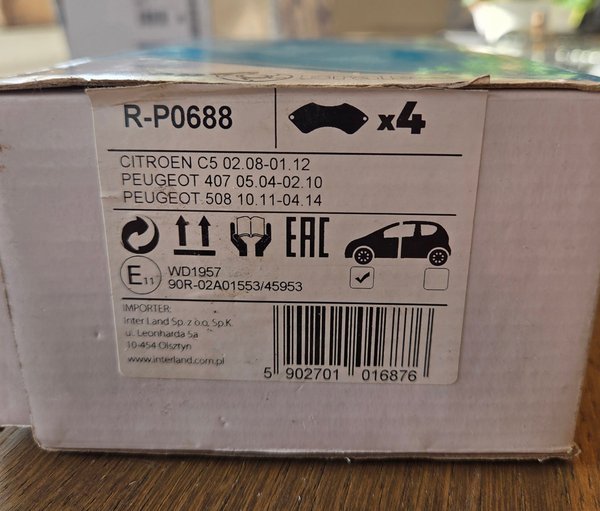 R-P0688
x4
CITROEN C5 02.08-01.12
PEUGEOT 407 05.04-02.10
PEUGEOT 508 10.11-04.14
EAC
E11
WD1957
90R-02A01553/45953
IMPORTER:
Inter Land Sp. z o.o. Sp.K.
ul. Leonharda 5a
10-454 Olsztyn
www.interland.com.pl
5 902701 016876